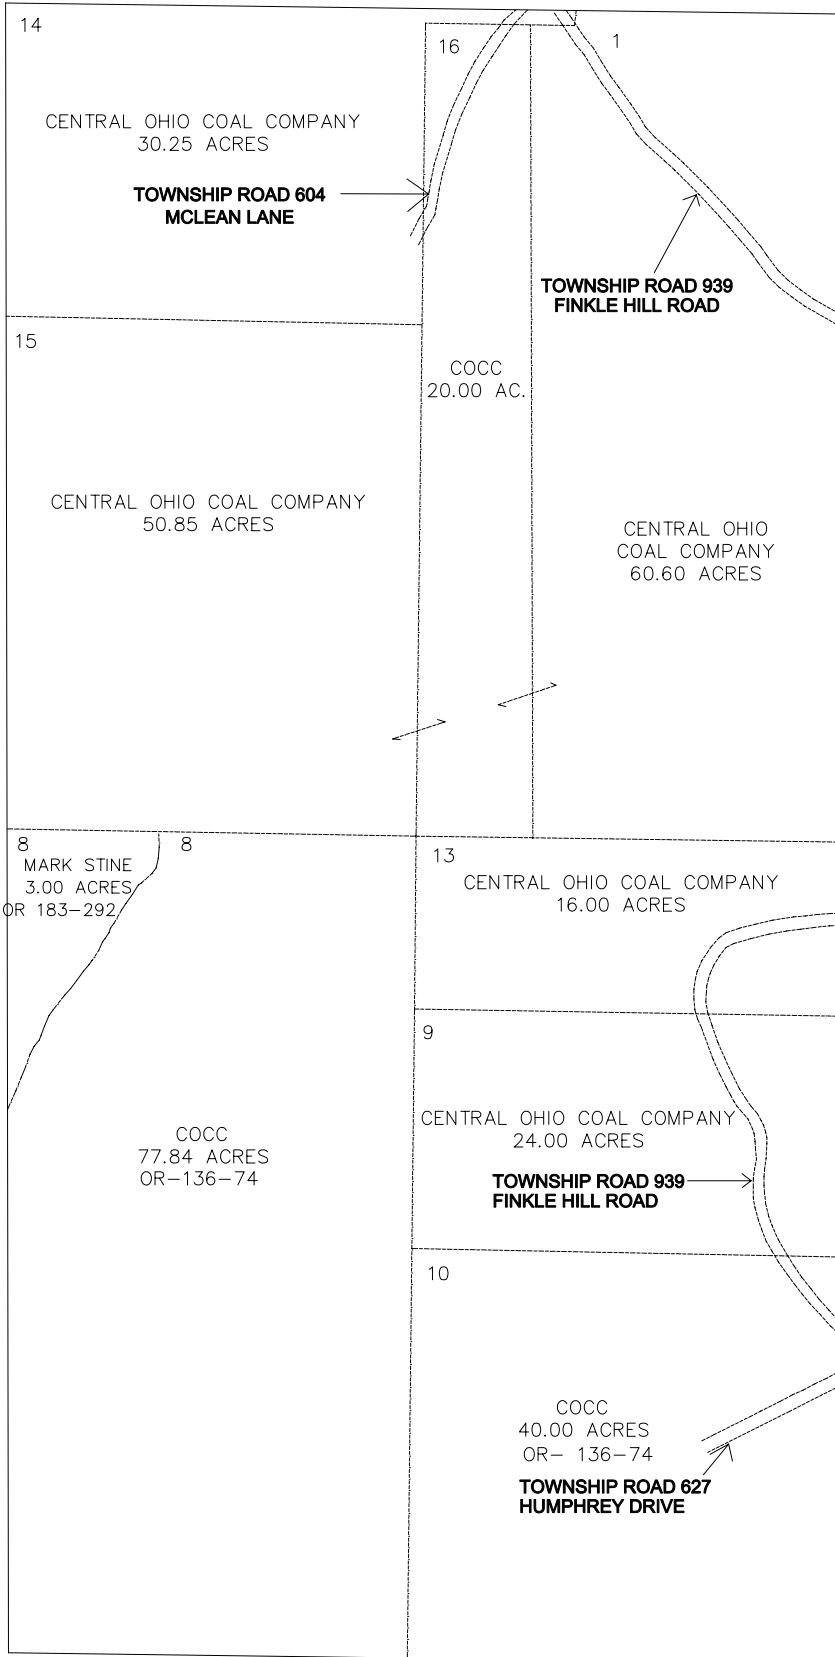 14
16
1
CENTRAL OHIO COAL COMPANY
30.25 ACRES
TOWNSHIP ROAD 604
MCLEAN LANE
TOWNSHIP ROAD 939
FINKLE HILL ROAD
15
COCC
20.00 AC.
CENTRAL OHIO COAL COMPANY
50.85 ACRES
CENTRAL OHIO
COAL COMPANY
60.60 ACRES
8
8
MARK STINE
3.00 ACRES
OR 183-292
13
CENTRAL OHIO COAL COMPANY
16.00 ACRES
9
CENTRAL OHIO COAL COMPANY
24.00 ACRES
COCC
77.84 ACRES
OR-136-74
TOWNSHIP ROAD 939
FINKLE HILL ROAD
10
COCC
40.00 ACRES
OR- 136-74
TOWNSHIP ROAD 627
HUMPHREY DRIVE